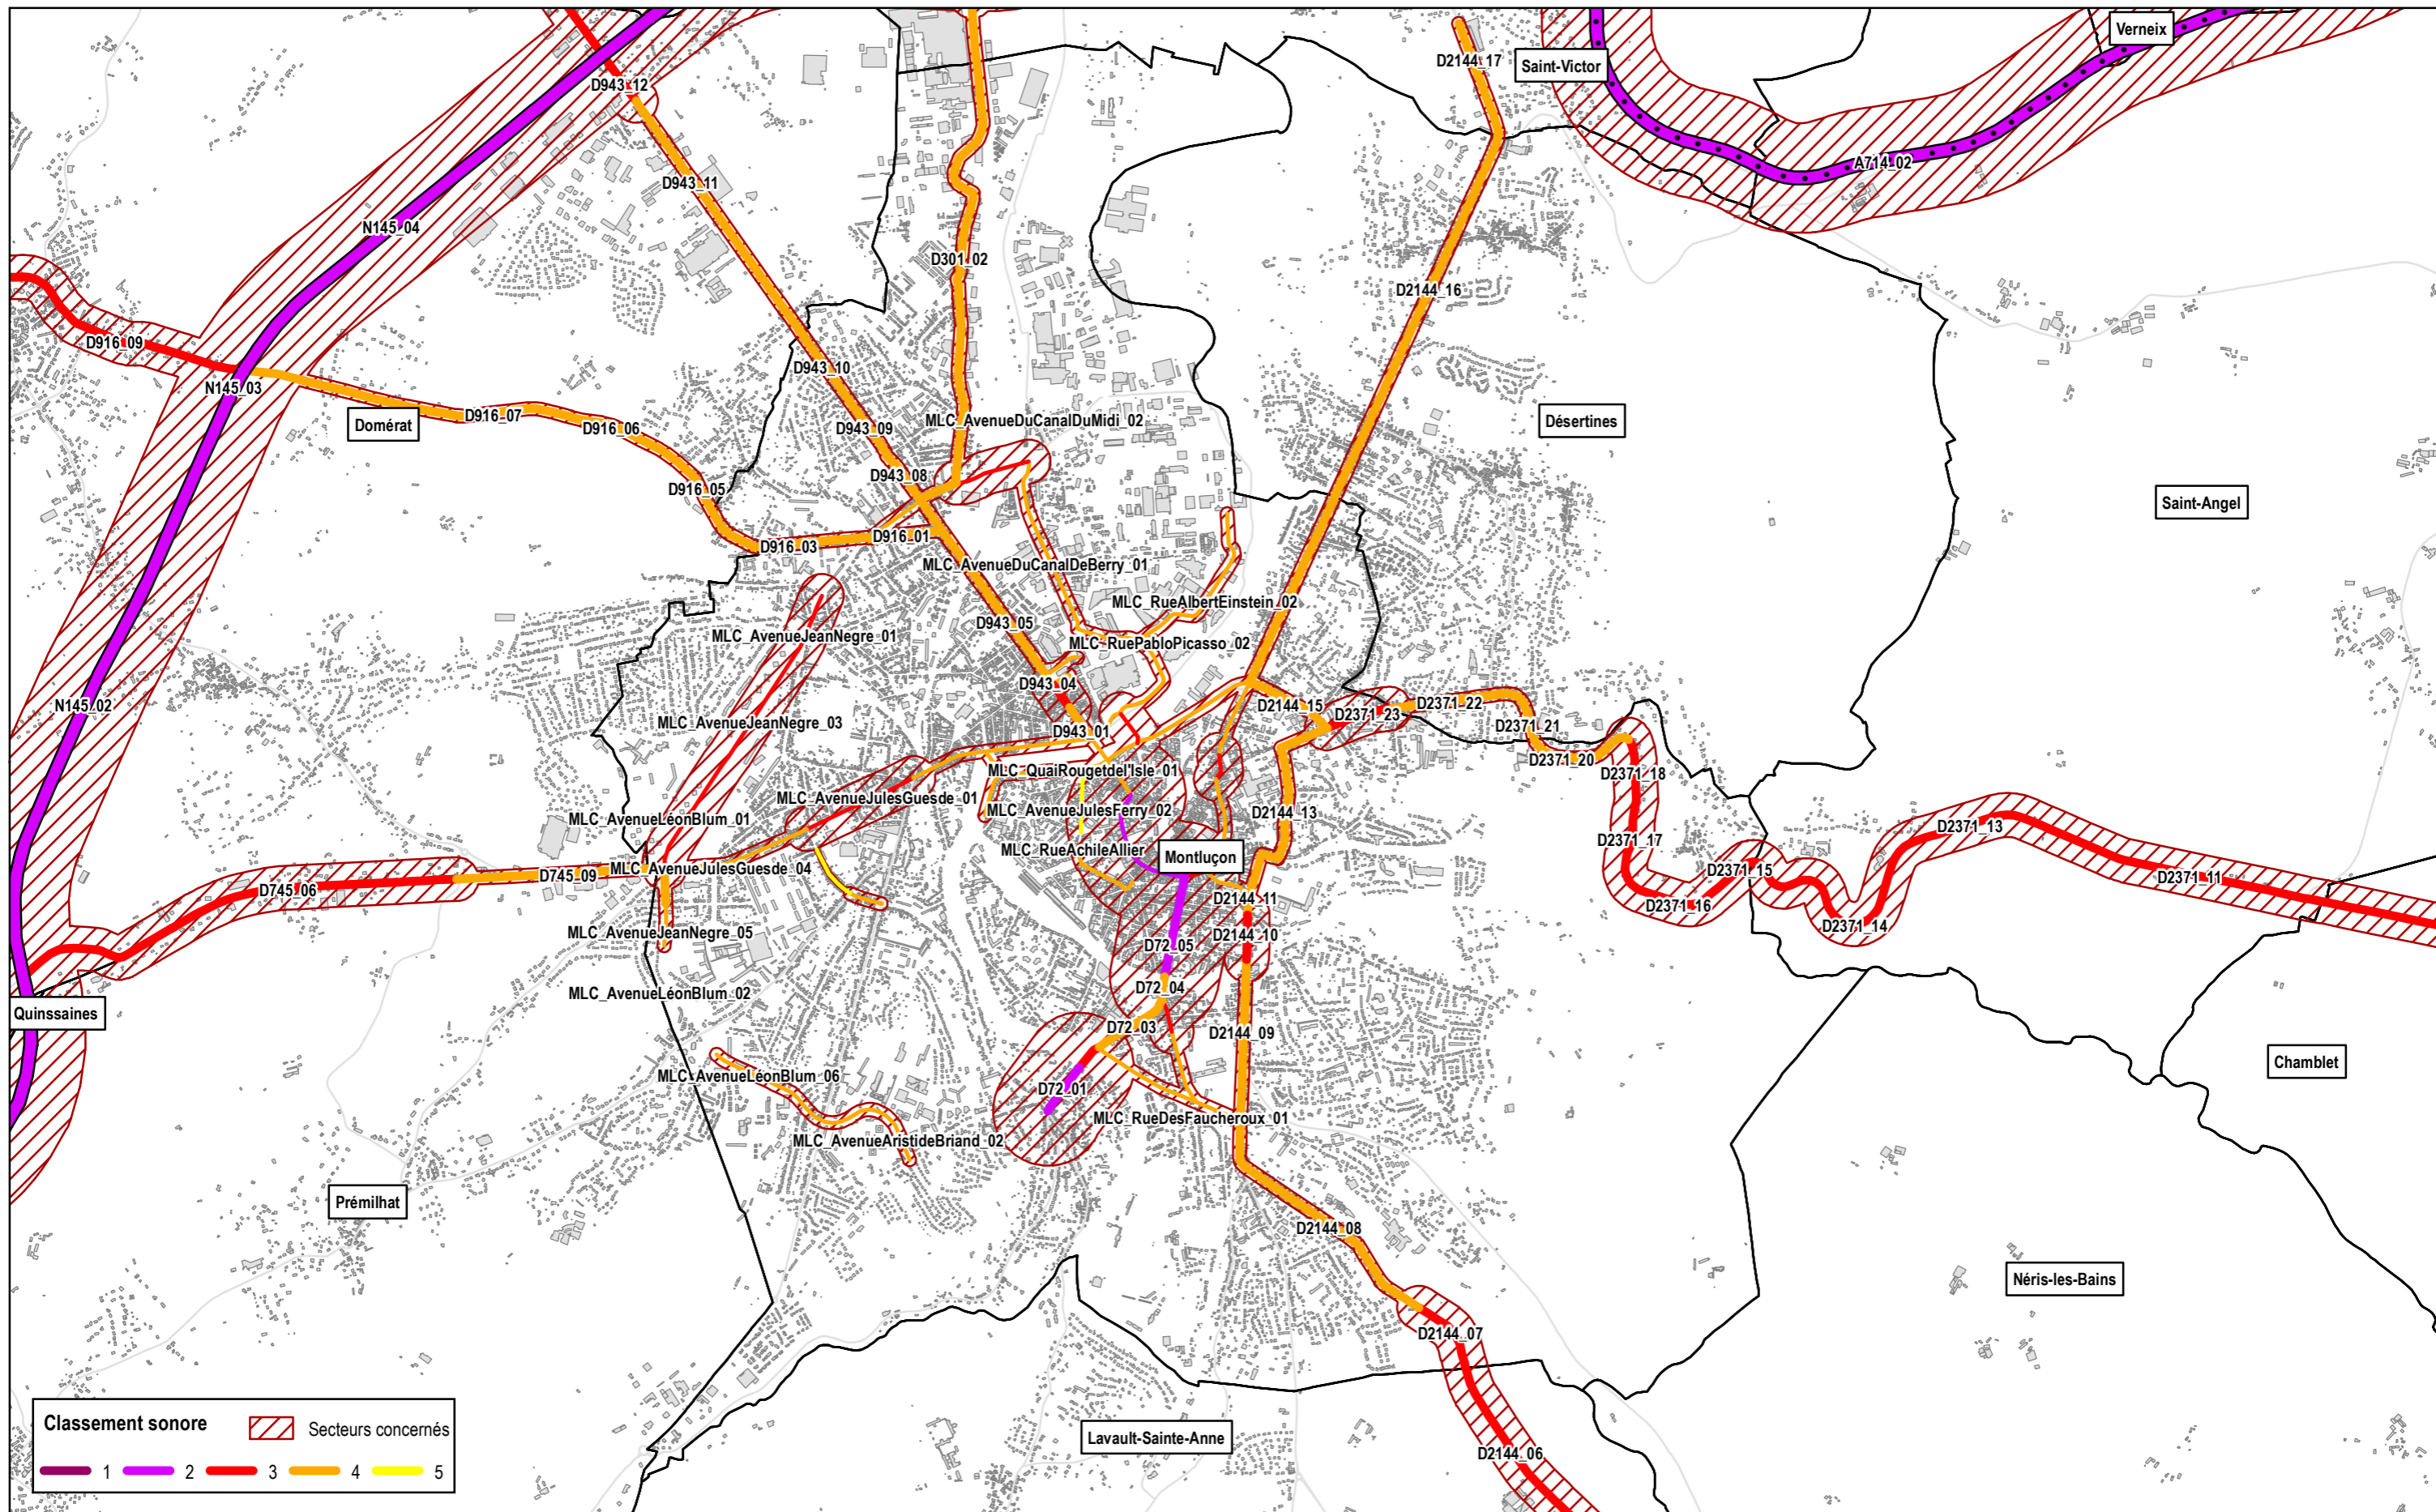 Verneix
D2144_17
Saint-Victor
D943_12
A714_02
D943_11
N145_04
D301_02
D2144_16
D916_09
D943_10
N145_03
D916_07
Domérat
D916_06
D943_09
MLC_AvenueDuCanalDuMidi_02
Désertines
D943_08
D916_05
Saint-Angel
D916_03
D916_01
MLC_AvenueDuCanalDeBerry_01
MLC_RueAlbertEinstein_02
D943_05
MLC_AvenueJeanNegre_01
MLC_RuePabloPicasso_02
D943_04
N145_02
D2144_15
D2371_23
D2371_22
MLC_AvenueJeanNegre_03
D943_01
D2371_21
D2371_20
MLC_QuaiRougetdel'Isle_01
D2371_18
MLC_AvenueJulesGuesde_01
MLC_AvenueJulesFerry_02
D2144_13
MLC_AvenueLéonBlum_01
D2371_13
D2371_17
MLC_RueAchileAllier
Montluçon
MLC_AvenueJulesGuesde_04
D2371_15
D745_09
D2371_11
D745_06
D2144_11
D2371_16
D2371_14
MLC_AvenueJeanNegre_05
D2144_10
D72_05
D72_04
MLC_AvenueLéonBlum_02
Quinssaines
D72_03
D2144_09
Chamblet
MLC_AvenueLéonBlum_06
D72_01
MLC_RueDesFaucheroux_01
MLC_AvenueAristideBriand_02
Prémilhat
D2144_08
Néris-les-Bains
D2144_07
Lavault-Sainte-Anne
D2144_06
Classement sonore
Secteurs concernés
1 2 3 4 5